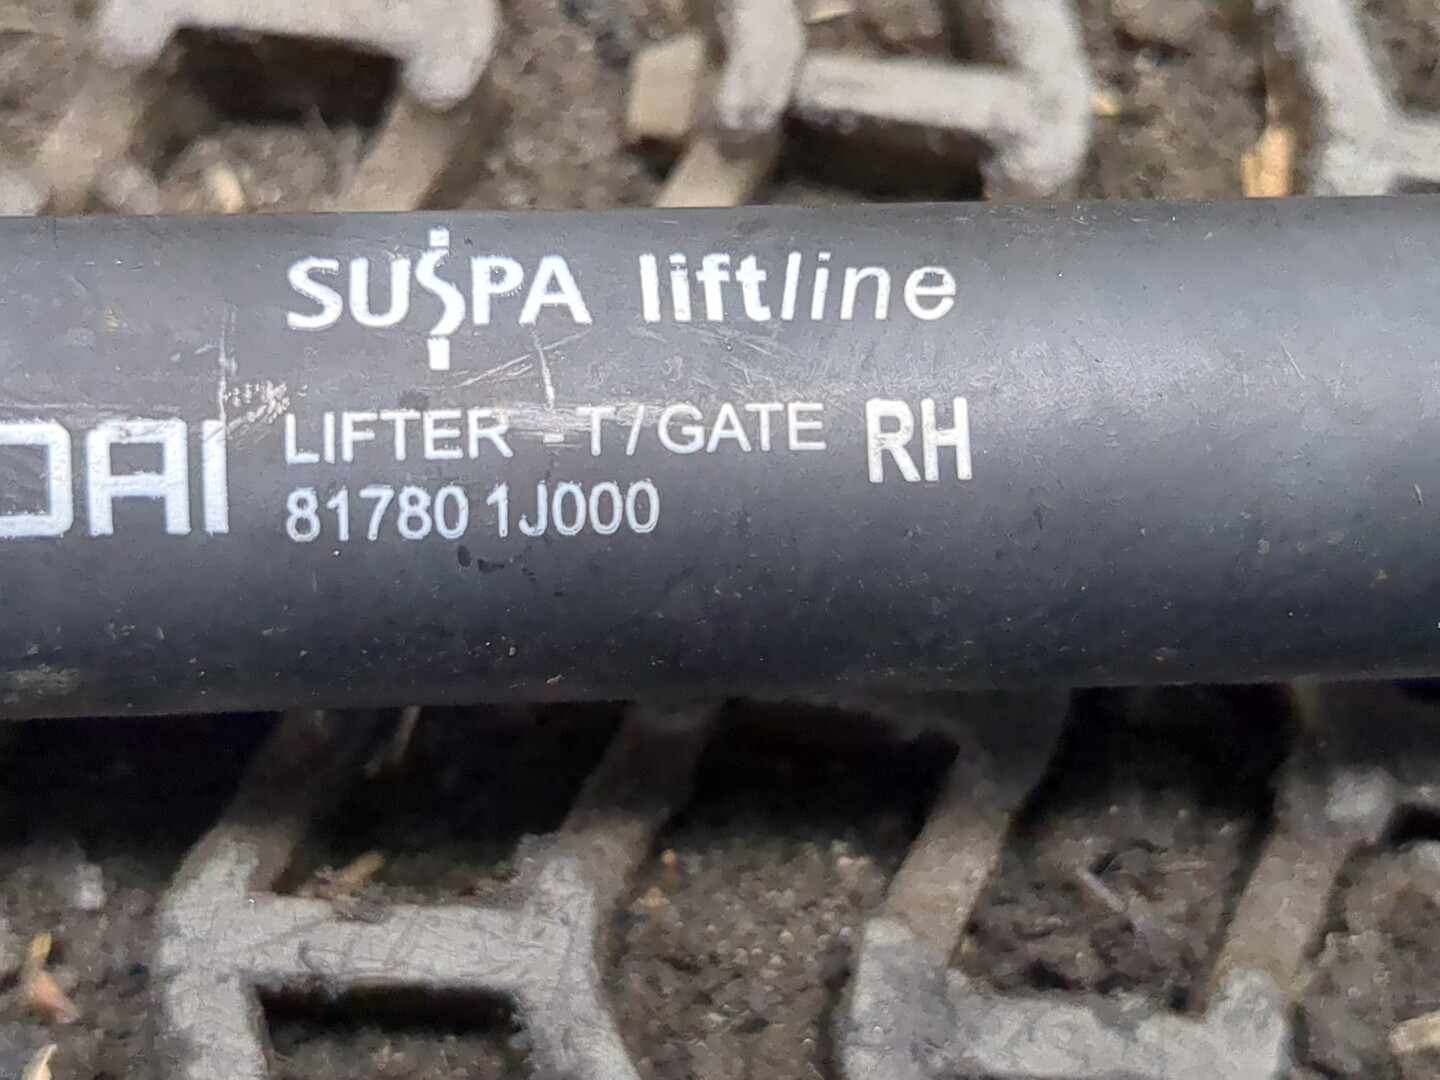 SUSPA liftline
DAI LIFTER - T/GATE RH
81780 1J000